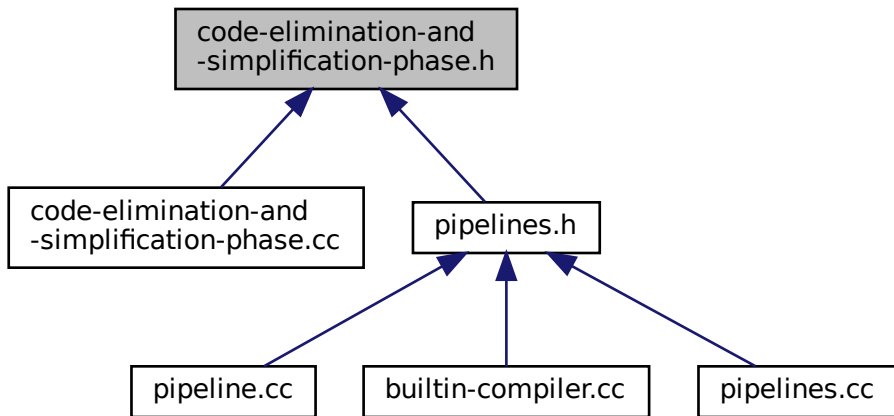 code-elimination-and
-simplification-phase.h
code-elimination-and
-simplification-phase.cc
pipelines.h
pipeline.cc
builtin-compiler.cc
pipelines.cc